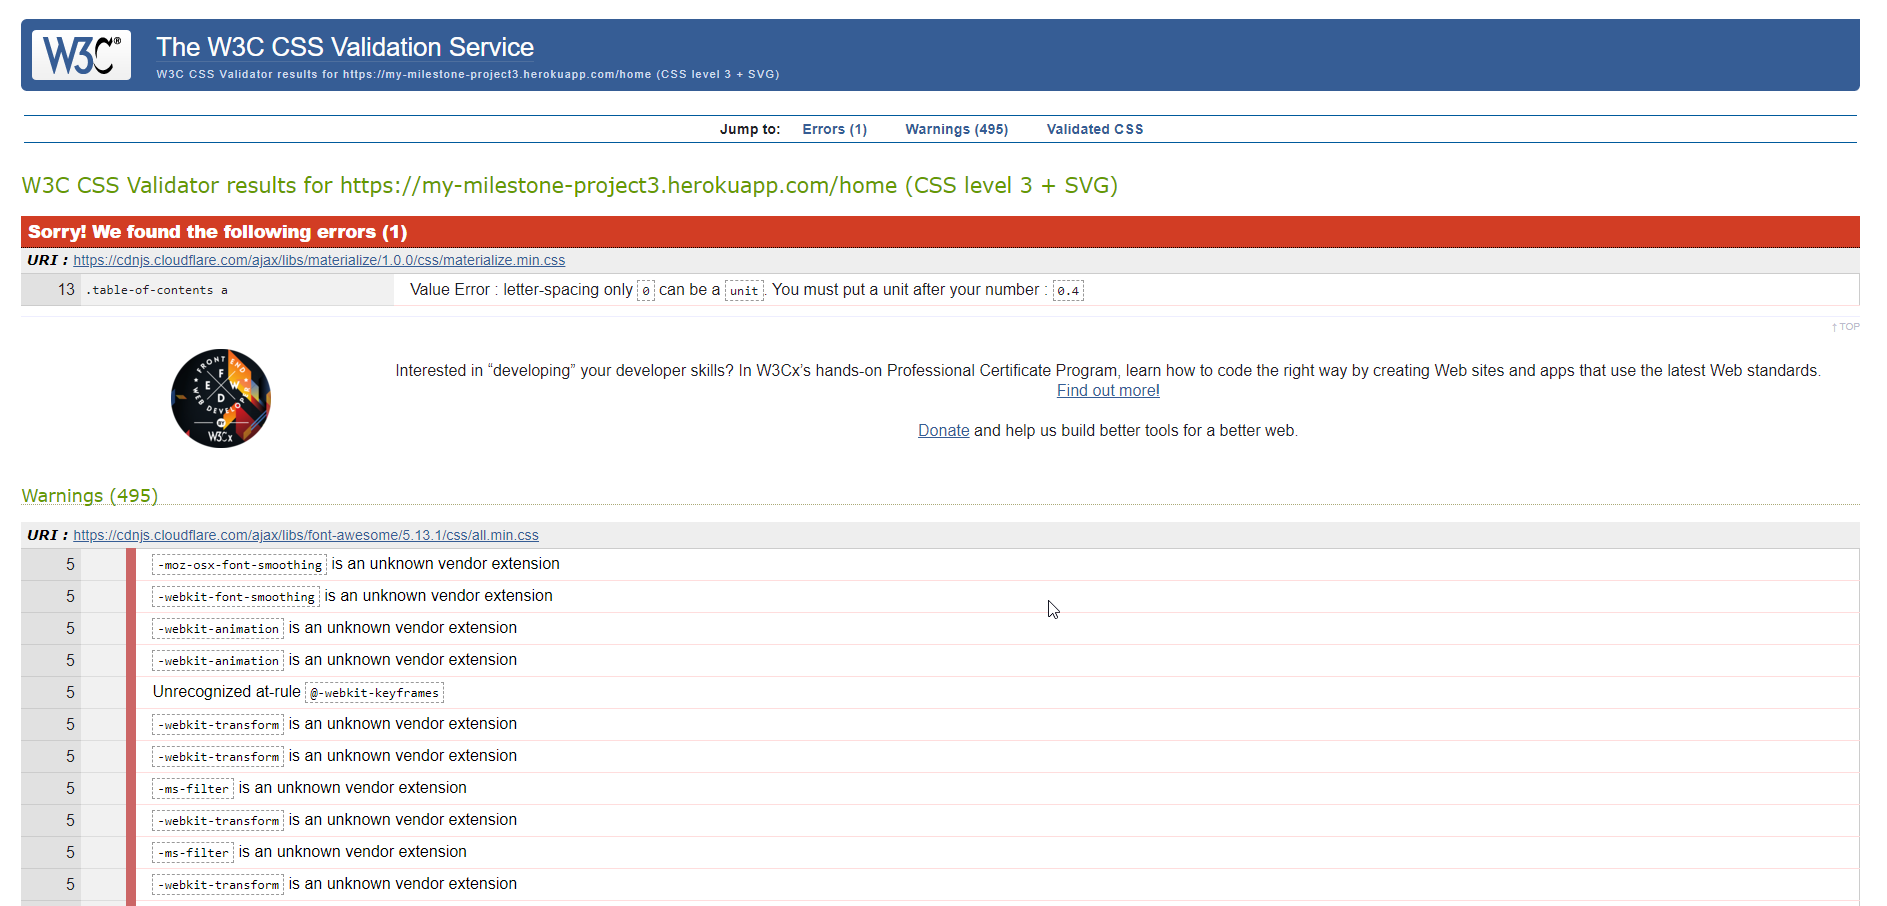 W3C®
The W3C CSS Validation Service
W3C CSS Validator results for https://my-milestone-project3.herokuapp.com/home (CSS level 3 + SVG)
Jump to: Errors (1) Warnings (495) Validated CSS
W3C CSS Validator results for https://my-milestone-project3.herokuapp.com/home (CSS level 3 + SVG)
Sorry! We found the following errors (1)
URI : https://cdnjs.cloudflare.com/ajax/libs/materialize/1.0.0/css/materialize.min.css
13 .table-of-contents a Value Error : letter-spacing only 0 can be a unit. You must put a unit after your number : 0.4
↑ TOP
FRONT END
F
E W
D
WEB DEVELOPER
BY
W3Cx
Interested in “developing” your developer skills? In W3Cx’s hands-on Professional Certificate Program, learn how to code the right way by creating Web sites and apps that use the latest Web standards.
Find out more!
Donate and help us build better tools for a better web.
Warnings (495)
URI : https://cdnjs.cloudflare.com/ajax/libs/font-awesome/5.13.1/css/all.min.css
5 -moz-osx-font-smoothing is an unknown vendor extension
5 -webkit-font-smoothing is an unknown vendor extension
5 -webkit-animation is an unknown vendor extension
5 -webkit-animation is an unknown vendor extension
5 Unrecognized at-rule @-webkit-keyframes
5 -webkit-transform is an unknown vendor extension
5 -webkit-transform is an unknown vendor extension
5 -ms-filter is an unknown vendor extension
5 -webkit-transform is an unknown vendor extension
5 -ms-filter is an unknown vendor extension
5 -webkit-transform is an unknown vendor extension